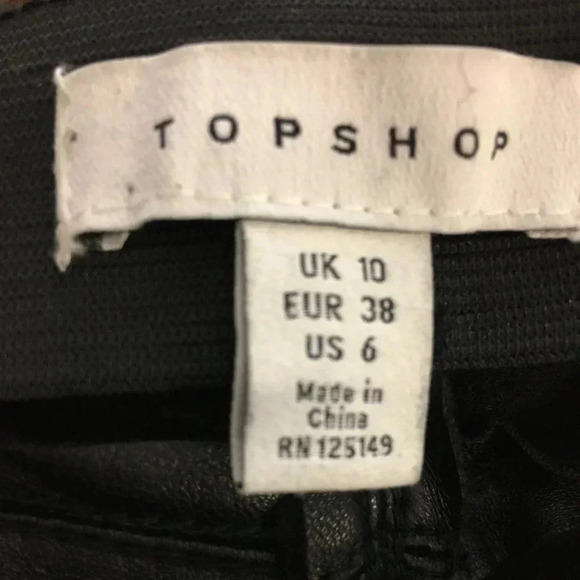 TOPSHOP
UK 10
EUR 38
US 6
Made in
China
RN 125149